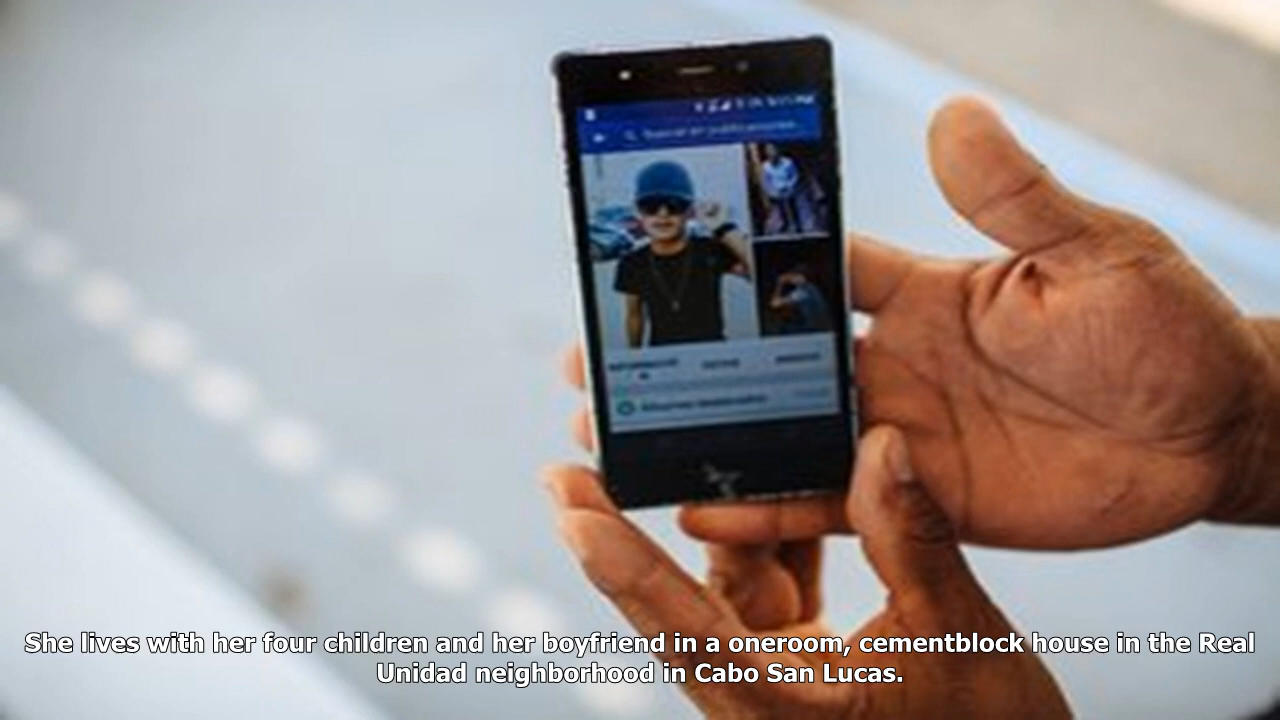 She lives with her four children and her boyfriend in a oneroom, cementblock house in the Real
Unidad neighborhood in Cabo San Lucas.